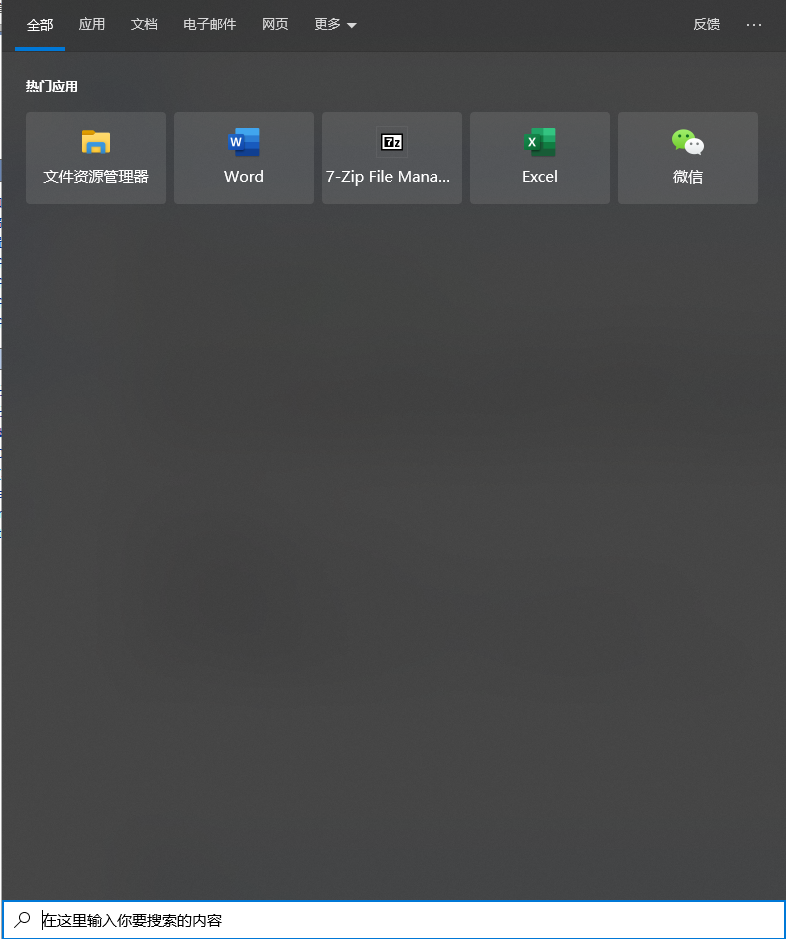 全部 应用 文档 电子邮件 网页 更多 反馈 ···
热门应用
文件资源管理器 Word 7-Zip File Mana... Excel 微信
在这里输入你要搜索的内容